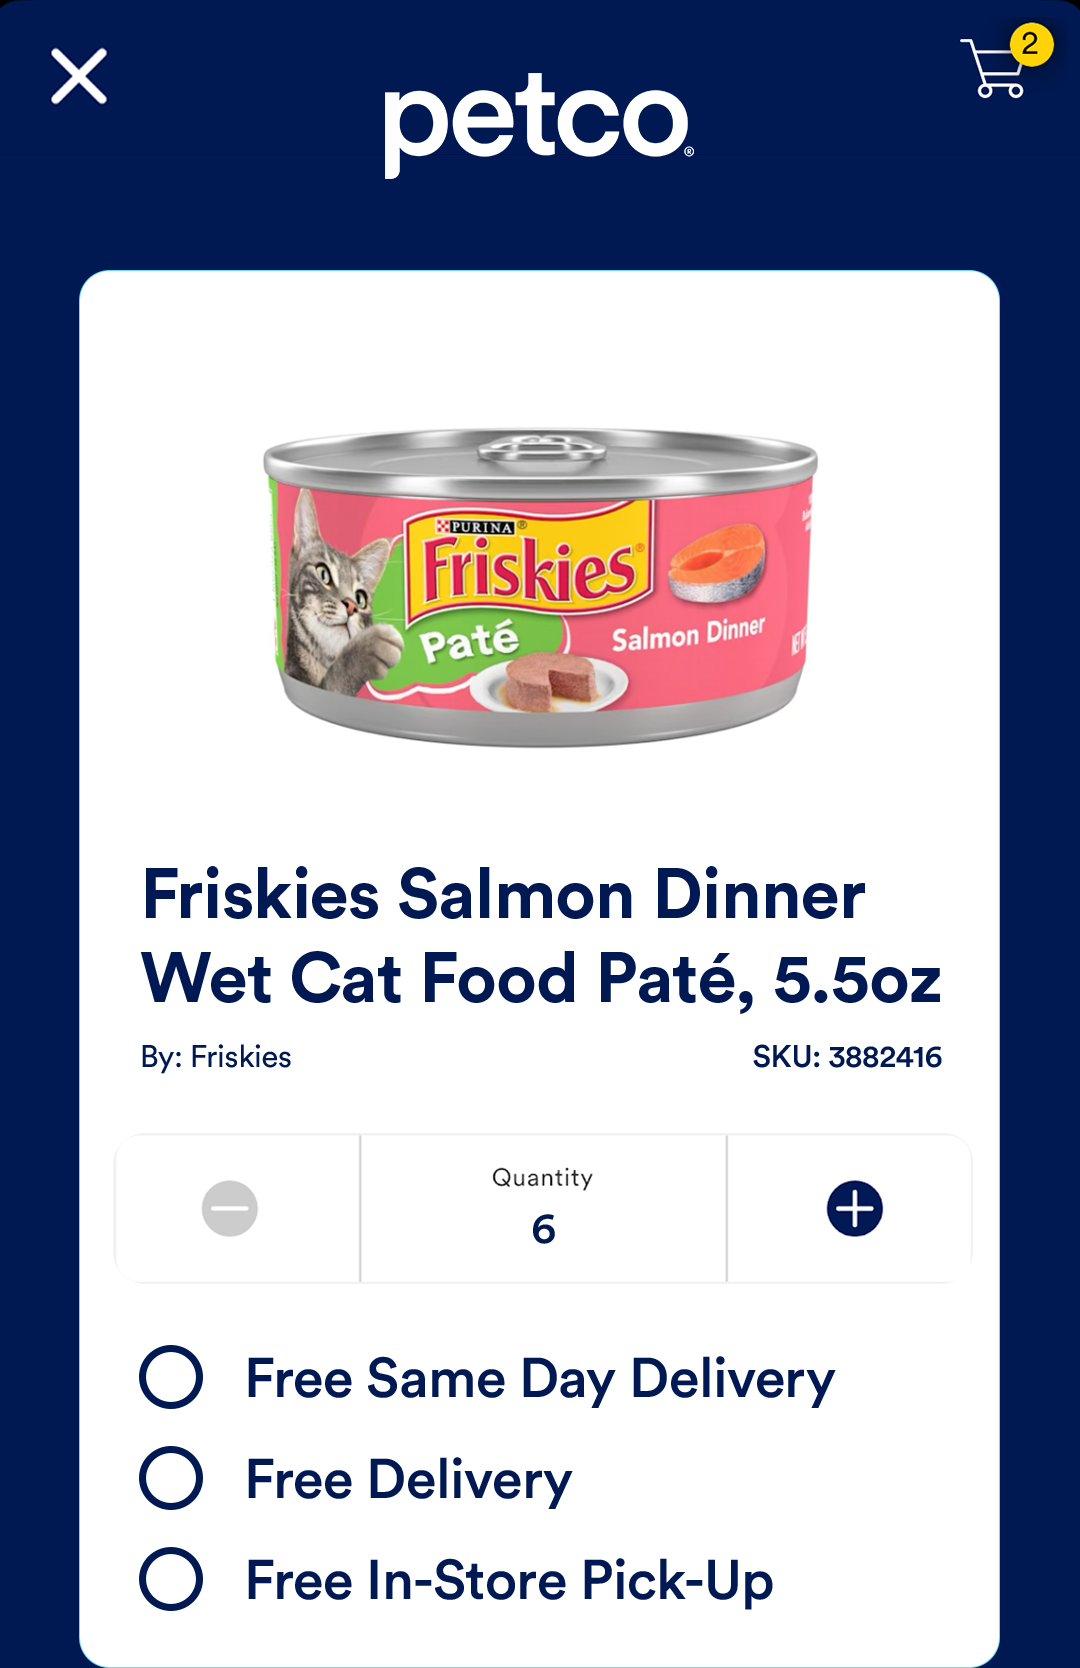 2
petco®
PURINA®
Friskies®
Paté
Salmon Dinner
Friskies Salmon Dinner
Wet Cat Food Paté, 5.5oz
By: Friskies
SKU: 3882416
Quantity
6
Free Same Day Delivery
Free Delivery
Free In-Store Pick-Up